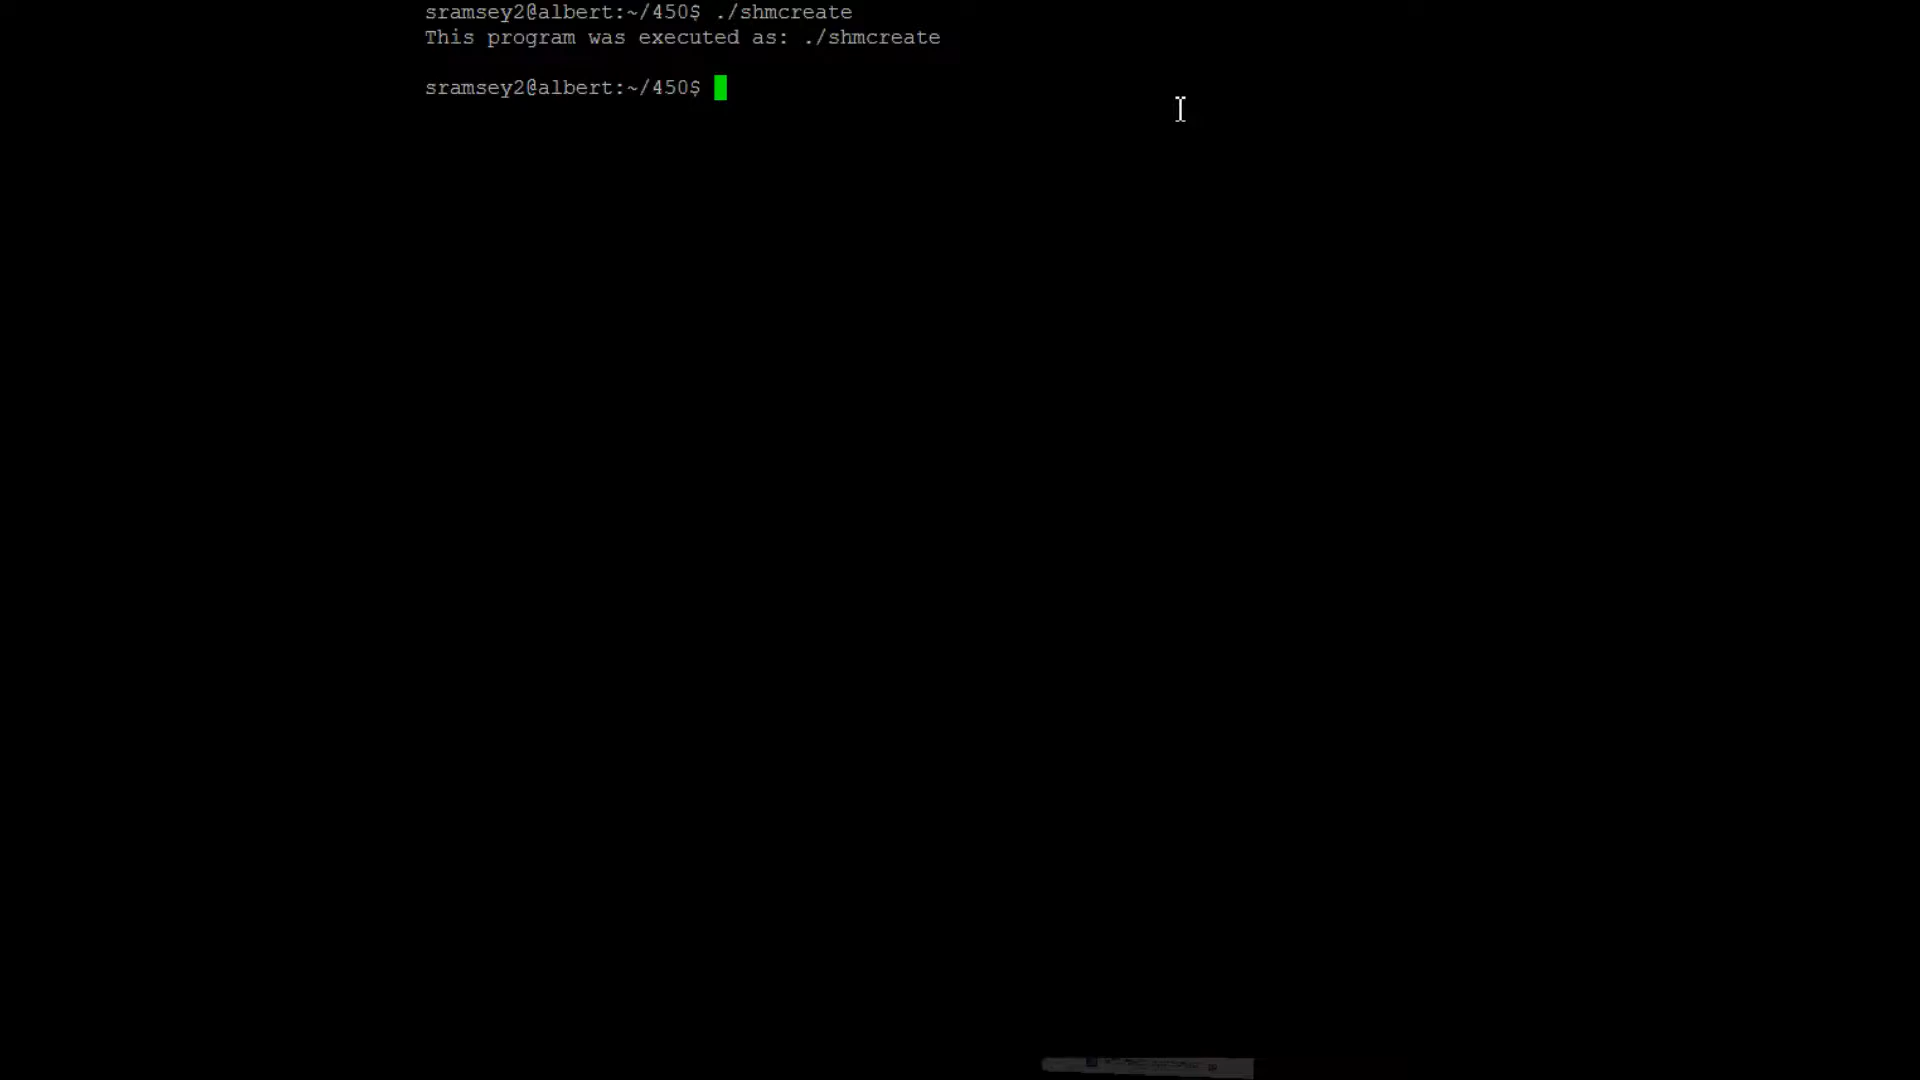 sramsey2@albert:~/450$ ./shmcreate
This program was executed as: ./shmcreate
sramsey2@albert:~/450$